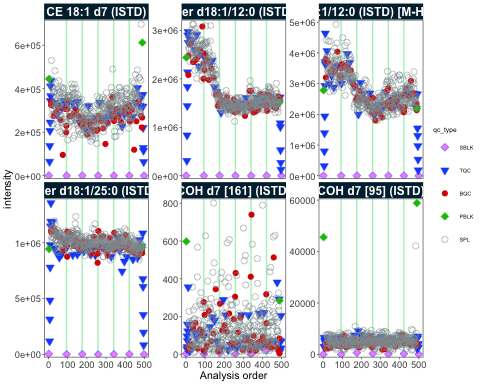 CE 18:1 d7 (ISTD)
er d18:1/12:0 (ISTD
:1/12:0 (ISTD) [M-H
6e+05
4e+05
2e+05
0e+00
3e+06
2e+06
1e+06
0e+00
5e+06
4e+06
3e+06
2e+06
1e+06
0e+00
er d18:1/25:0 (ISTD
COH d7 [161] (ISTD)
COH d7 [95] (ISTD)
1e+06
5e+05
0e+00
800
600
400
200
0
60000
40000
20000
0
0 100 200 300 400 500
0 100 200 300 400 500
0 100 200 300 400 500
intensity
Analysis order
qc_type
SBLK
TQC
BQC
PBLK
SPL